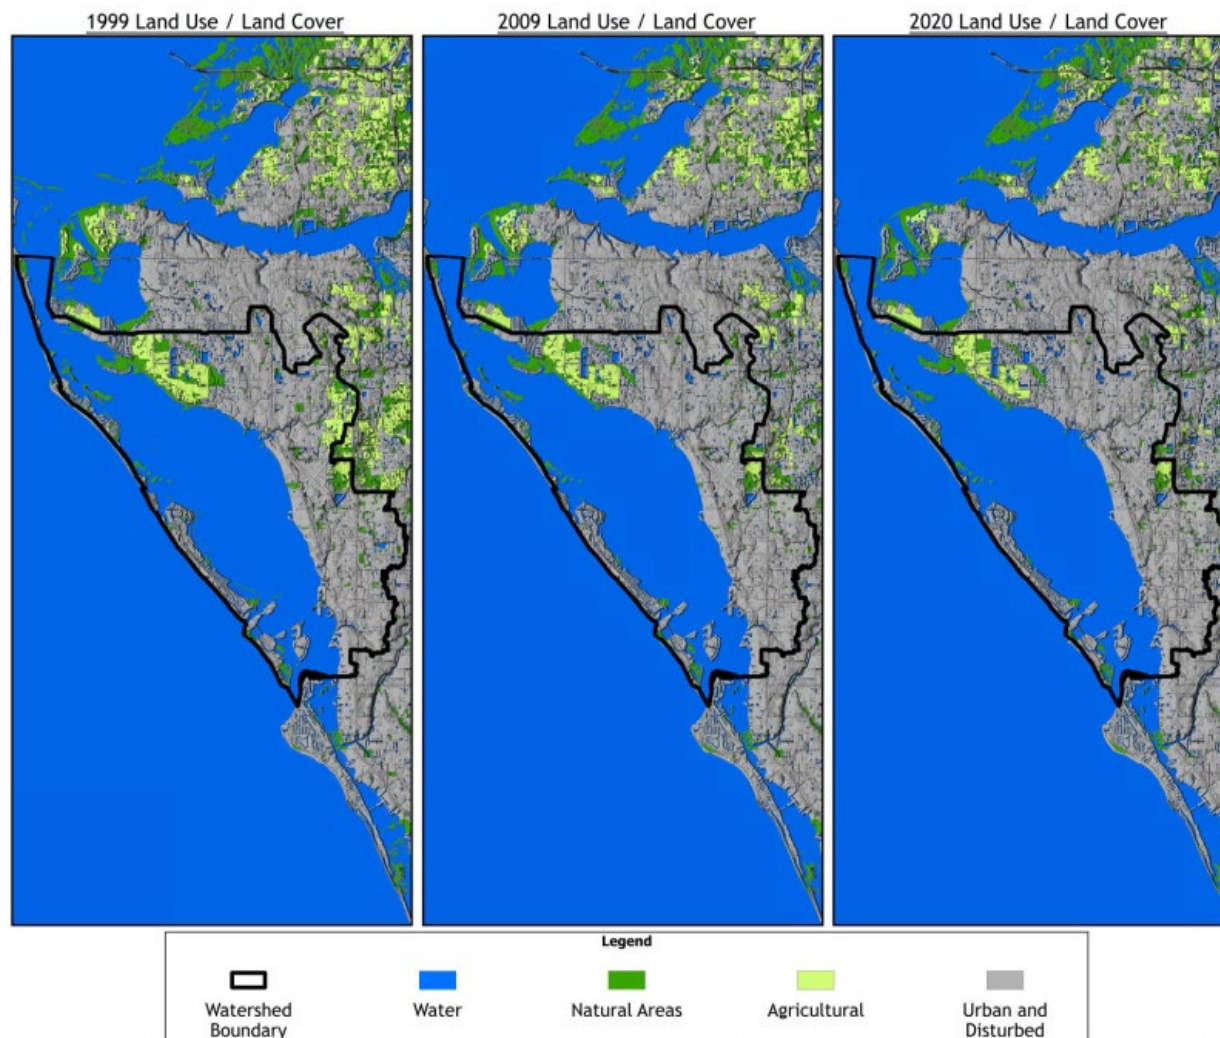 1999 Land Use / Land Cover
2009 Land Use / Land Cover
2020 Land Use / Land Cover
Legend
Watershed
Boundary
Water
Natural Areas
Agricultural
Urban and
Disturbed